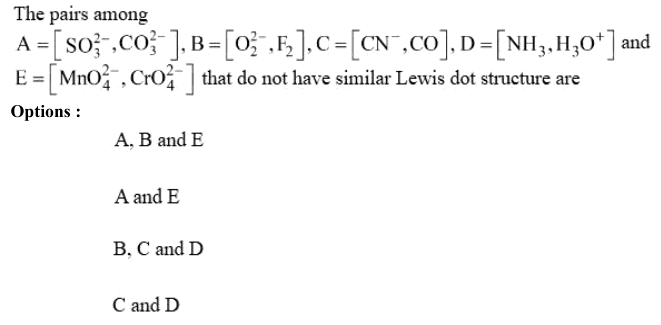 The pairs among
A = [SO₃²⁻, CO₃²⁻], B = [O₂²⁻, F₂], C = [CN⁻, CO], D = [NH₃, H₃O⁺] and
E = [MnO₄²⁻, CrO₄²⁻] that do not have similar Lewis dot structure are
Options :
A, B and E
A and E
B, C and D
C and D